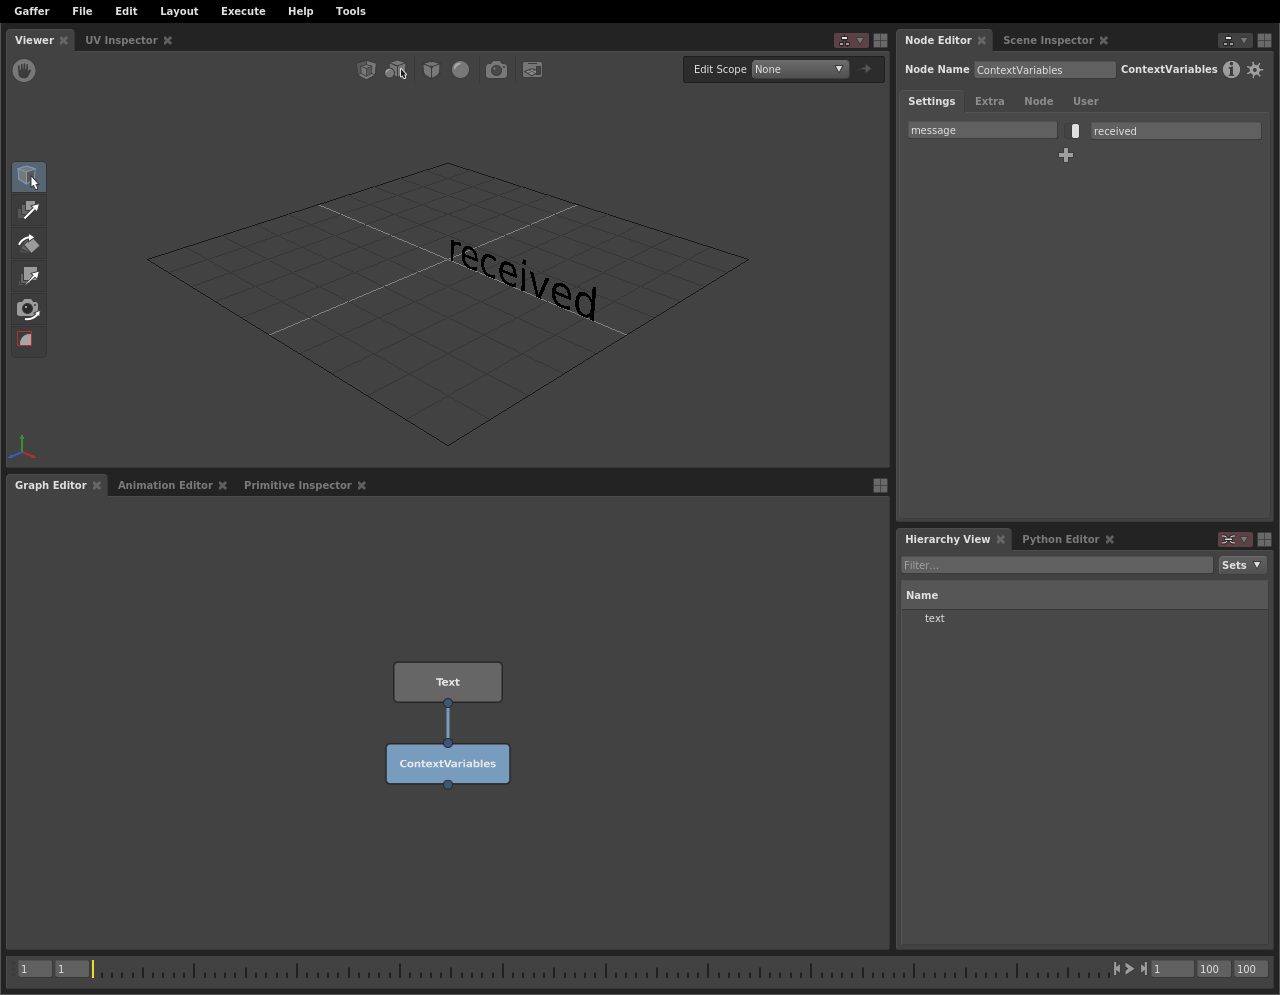 Gaffer File Edit Layout Execute Help Tools
Viewer UV Inspector
Edit Scope None
received
Node Editor Scene Inspector
Node Name ContextVariables ContextVariables
Settings Extra Node User
message received
Graph Editor Animation Editor Primitive Inspector
Text
ContextVariables
Hierarchy View Python Editor
Filter... Sets
Name
text
1 1 1 100 100